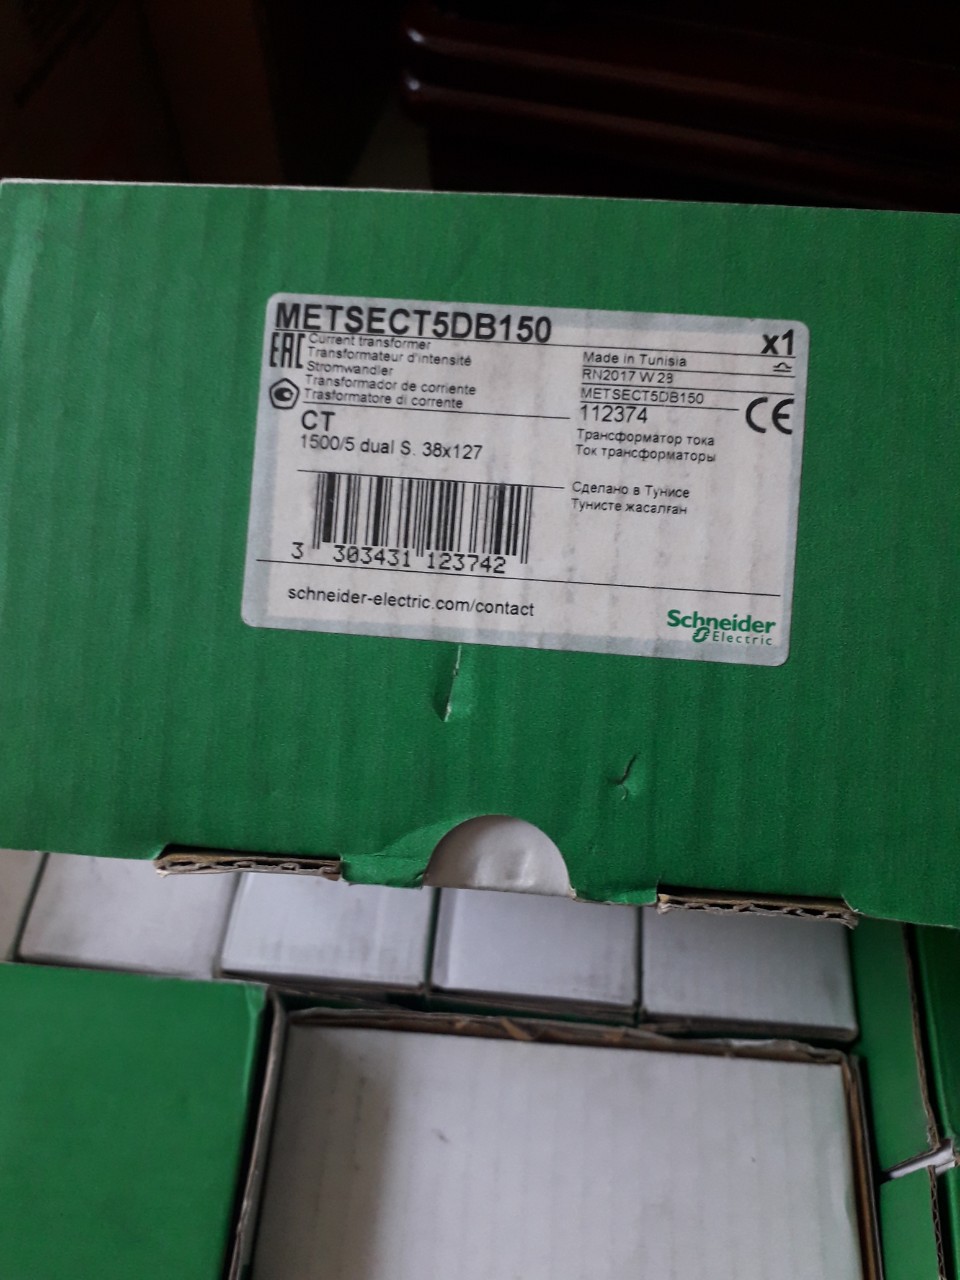 METSECT5DB150
x1
EAC
Current transformer
Transformateur d'intensité
Stromwandler
Transformador de corriente
Trasformatore di corrente
CT
1500/5 dual S. 38x127
Made in Tunisia
RN2017 W 28
METSECT5DB150
112374
CE
Трансформатор тока
Ток трансформаторы
Сделано в Тунисе
Тунисте жасалған
3 303431 123742
schneider-electric.com/contact
Schneider
Electric